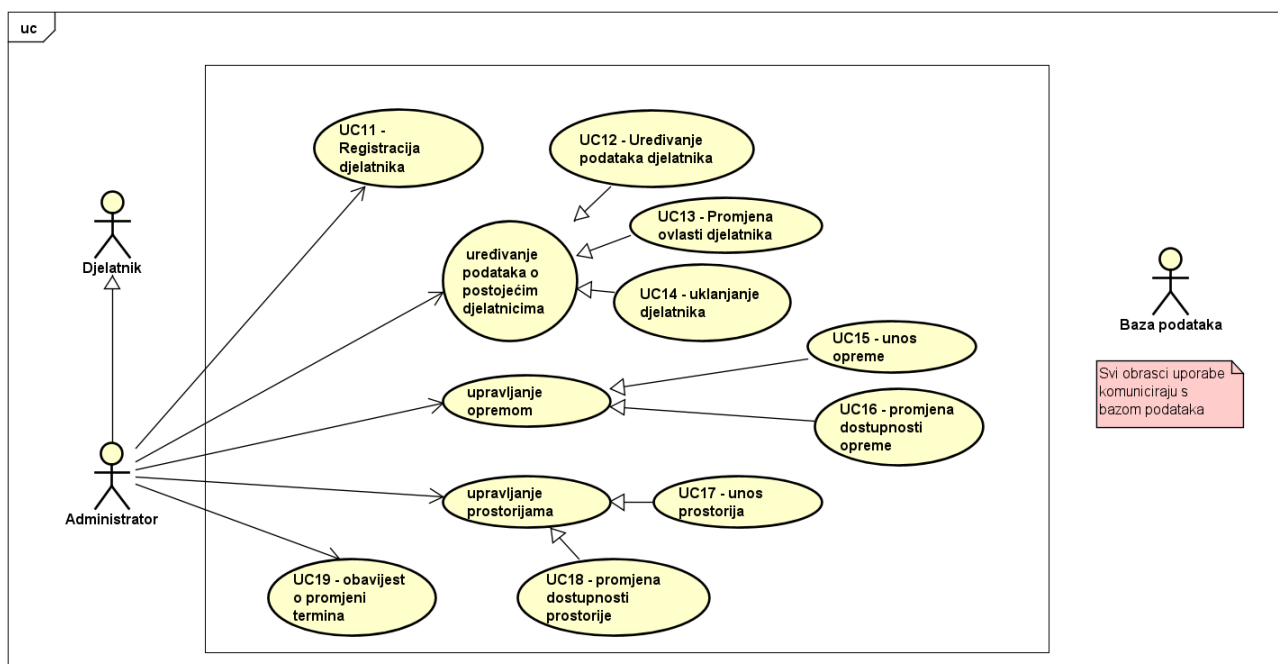 uc
UC11 -
Registracija
djelatnika
UC12 - Uređivanje
podataka djelatnika
Djelatnik
UC13 - Promjena
ovlasti djelatnika
uređivanje
podataka o
postojećim
djelatnicima
UC14 - uklanjanje
djelatnika
Baza podataka
UC15 - unos
opreme
Svi obrasci uporabe
komuniciraju s
bazom podataka
upravljanje
opremom
UC16 - promjena
dostupnosti
opreme
Administrator
upravljanje
prostorijama
UC17 - unos
prostorija
UC19 - obavijest
o promjeni
termina
UC18 - promjena
dostupnosti
prostorije